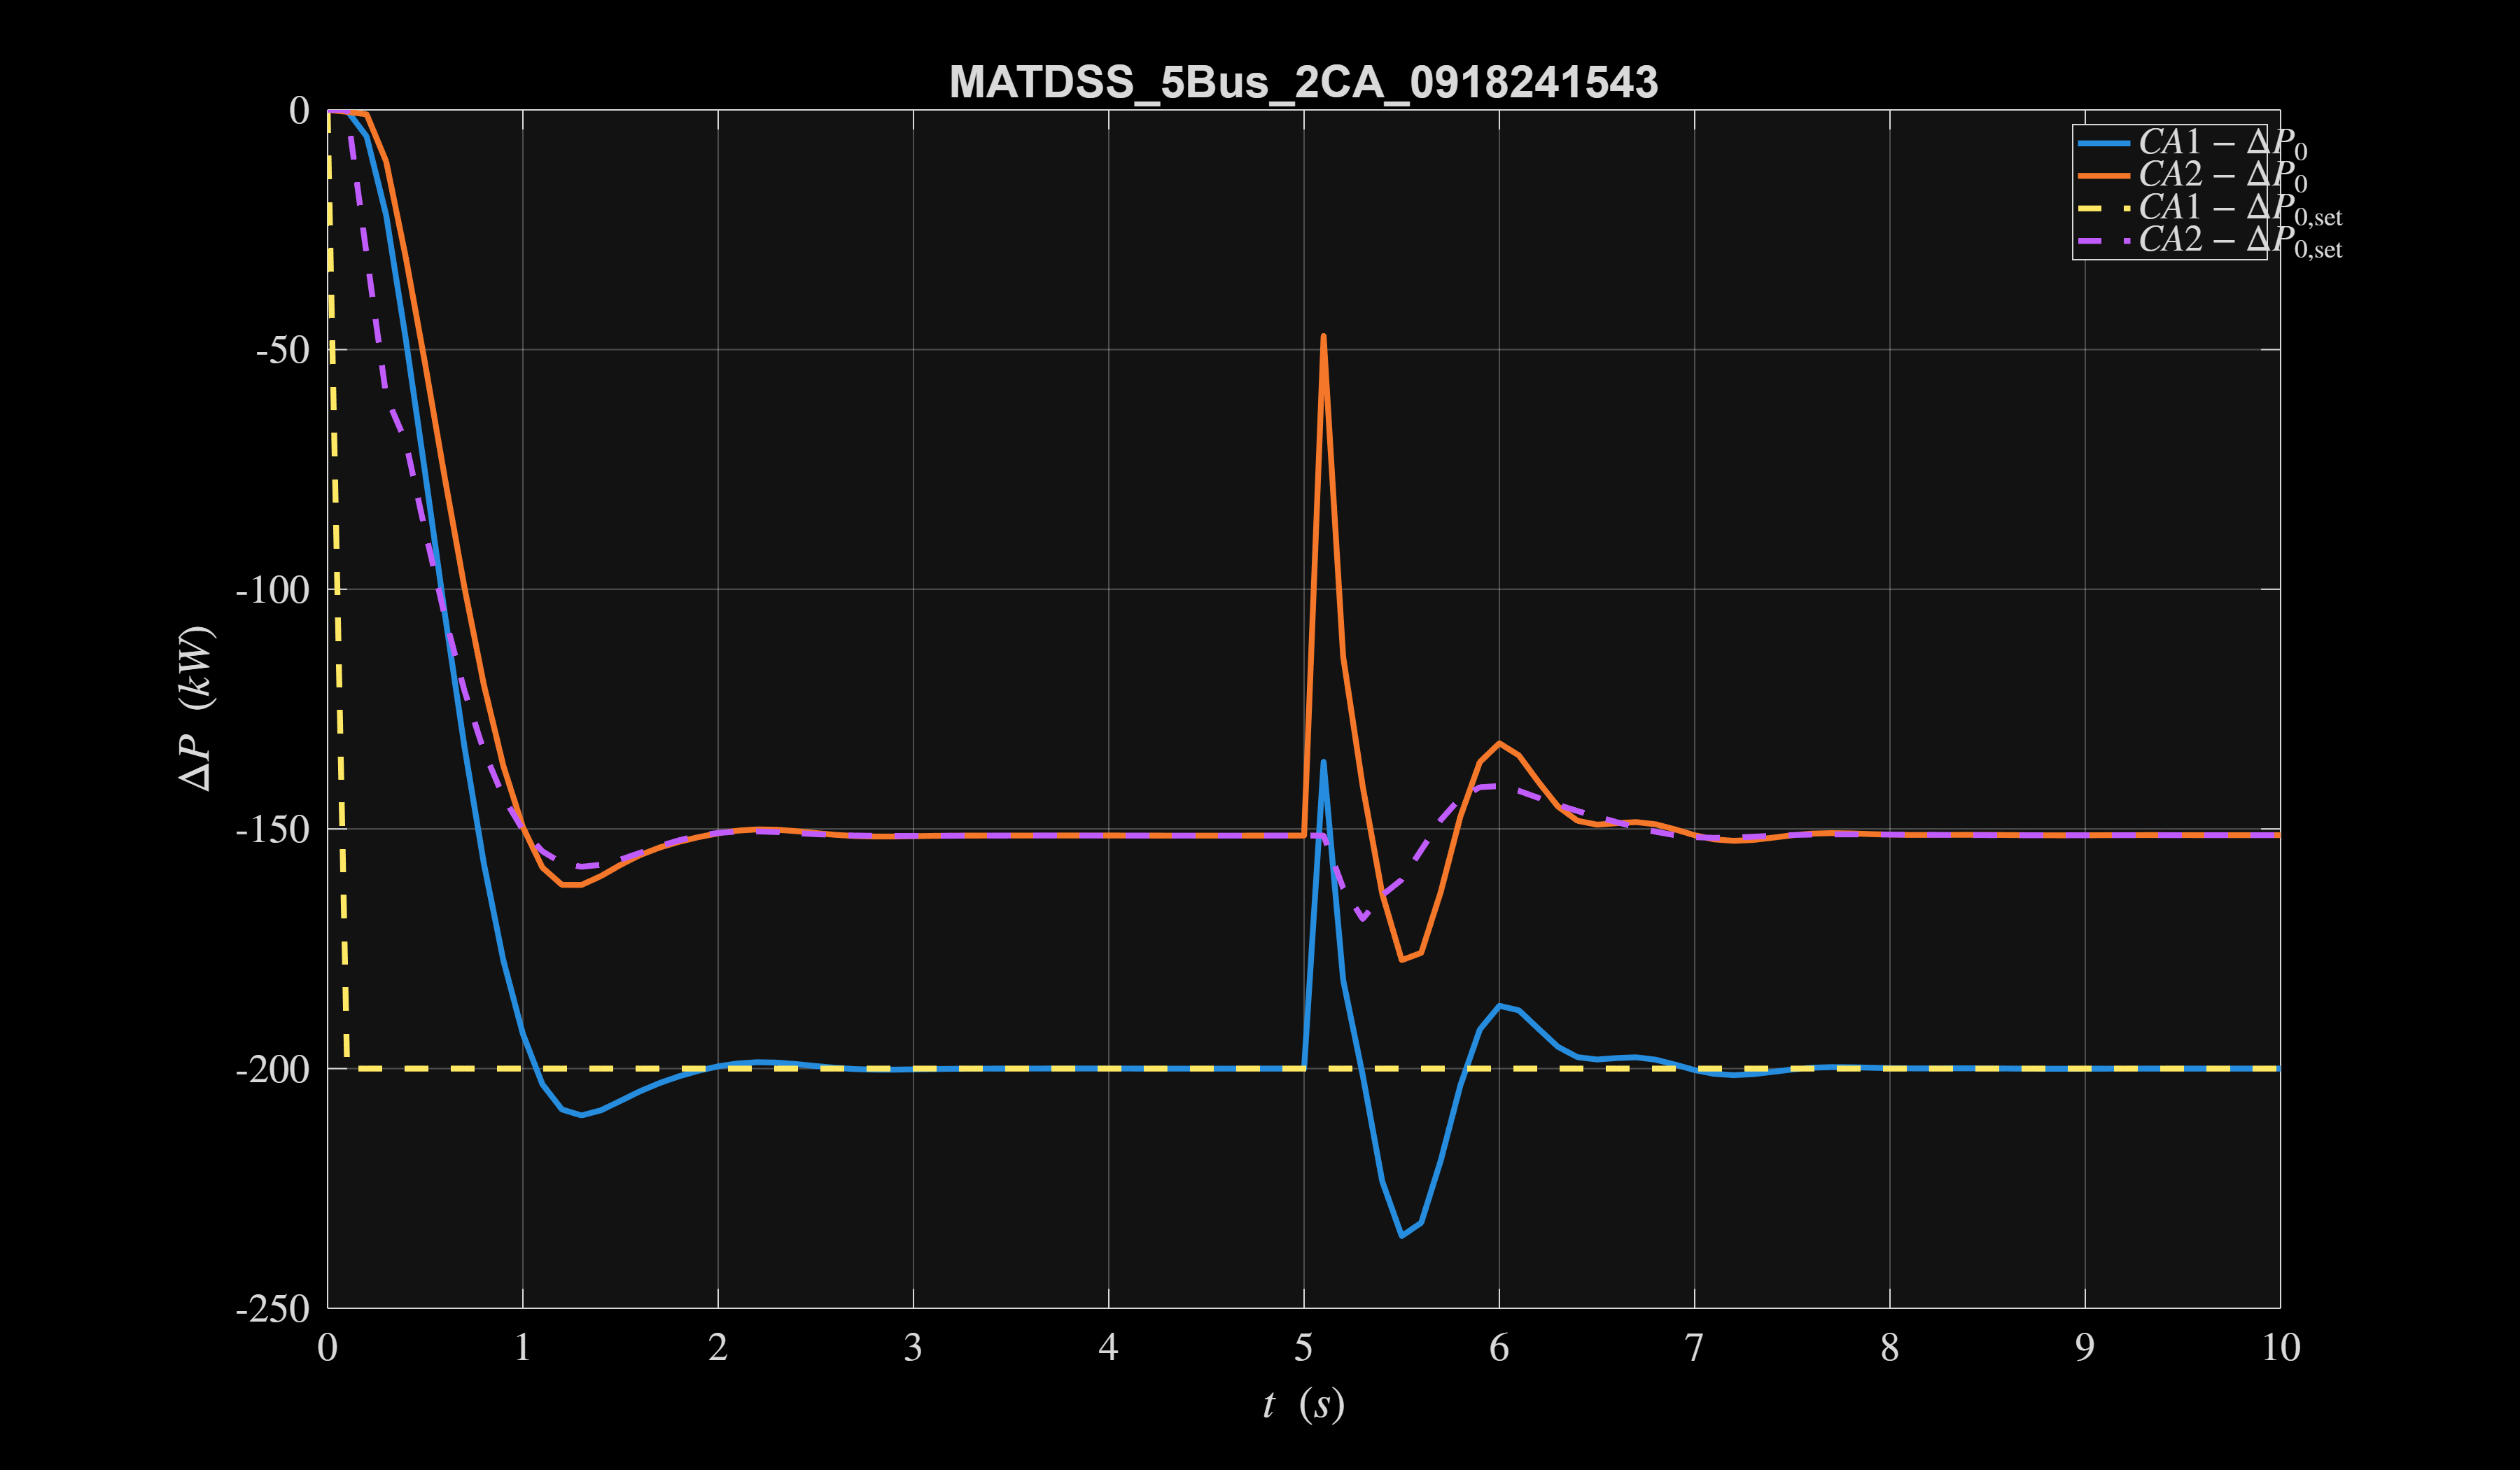 MATDSS_5Bus_2CA_0918241543
CA1 − ΔP0
CA2 − ΔP0
CA1 − ΔP0,set
CA2 − ΔP0,set
0
-50
-100
-150
-200
-250
ΔP (kW)
0 1 2 3 4 5 6 7 8 9 10
t (s)